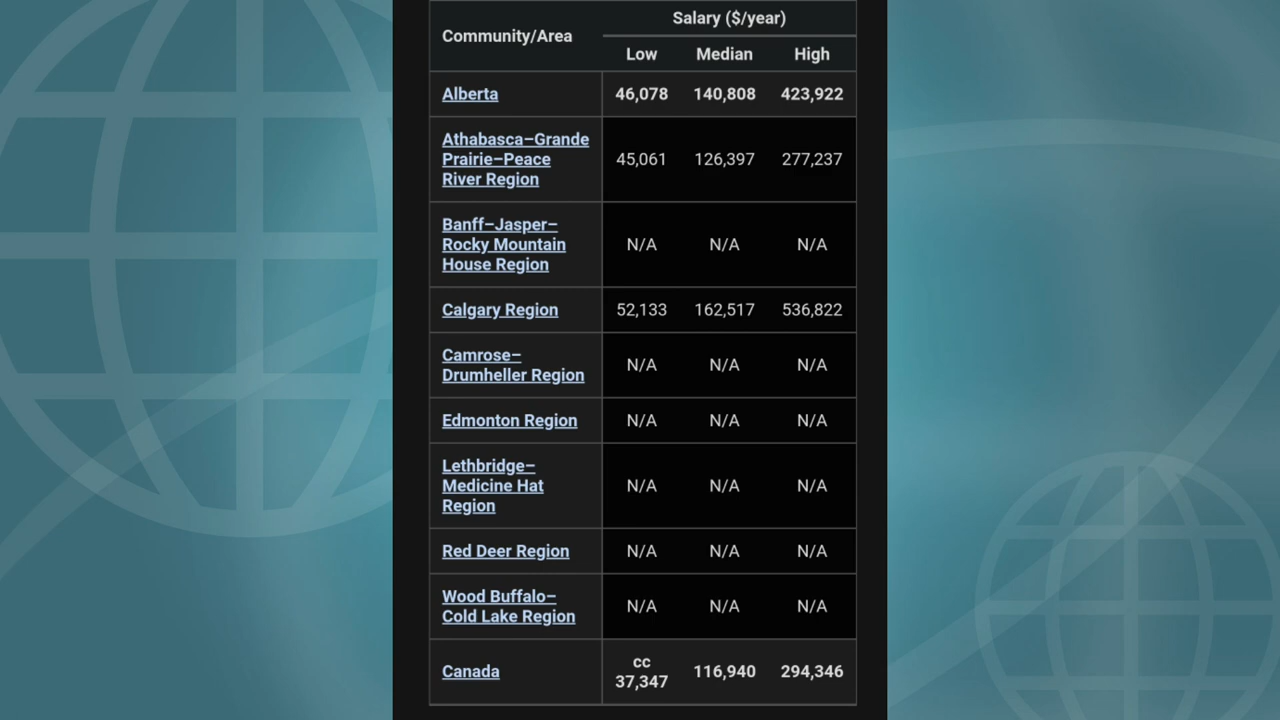 Community/Area
Salary ($/year)
Low Median High
Alberta 46,078 140,808 423,922
Athabasca–Grande
Prairie–Peace
River Region
45,061 126,397 277,237
Banff–Jasper–
Rocky Mountain
House Region
N/A N/A N/A
Calgary Region 52,133 162,517 536,822
Camrose–
Drumheller Region
N/A N/A N/A
Edmonton Region N/A N/A N/A
Lethbridge–
Medicine Hat
Region
N/A N/A N/A
Red Deer Region N/A N/A N/A
Wood Buffalo–
Cold Lake Region
N/A N/A N/A
Canada
cc
37,347
116,940 294,346